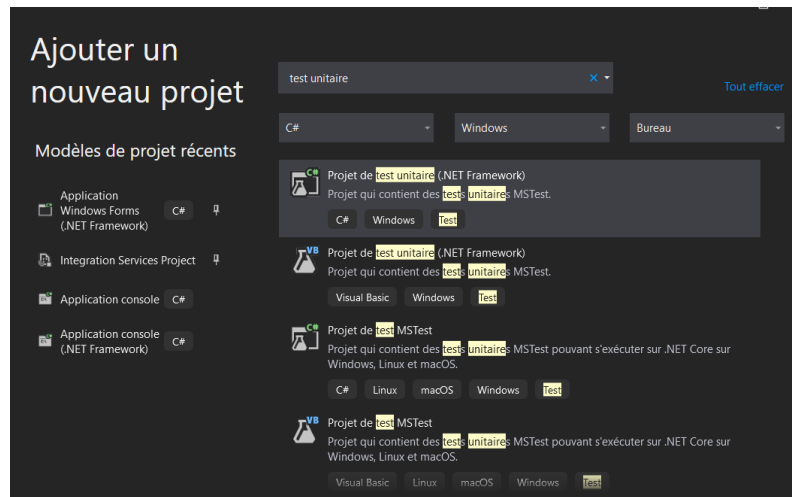 Ajouter un
nouveau projet
test unitaire
Tout effacer
C#
Windows
Bureau
Modèles de projet récents
Application
Windows Forms
(.NET Framework)
C#
Integration Services Project
Application console
C#
Application console
(.NET Framework)
C#
C#
Projet de test unitaire (.NET Framework)
Projet qui contient des tests unitaires MSTest.
C#
Windows
Test
VB
Projet de test unitaire (.NET Framework)
Projet qui contient des tests unitaires MSTest.
Visual Basic
Windows
Test
C#
Projet de test MSTest
Projet qui contient des tests unitaires MSTest pouvant s'exécuter sur .NET Core sur
Windows, Linux et macOS.
C#
Linux
macOS
Windows
Test
VB
Projet de test MSTest
Projet qui contient des tests unitaires MSTest pouvant s'exécuter sur .NET Core sur
Windows, Linux et macOS.
Visual Basic
Linux
macOS
Windows
Test